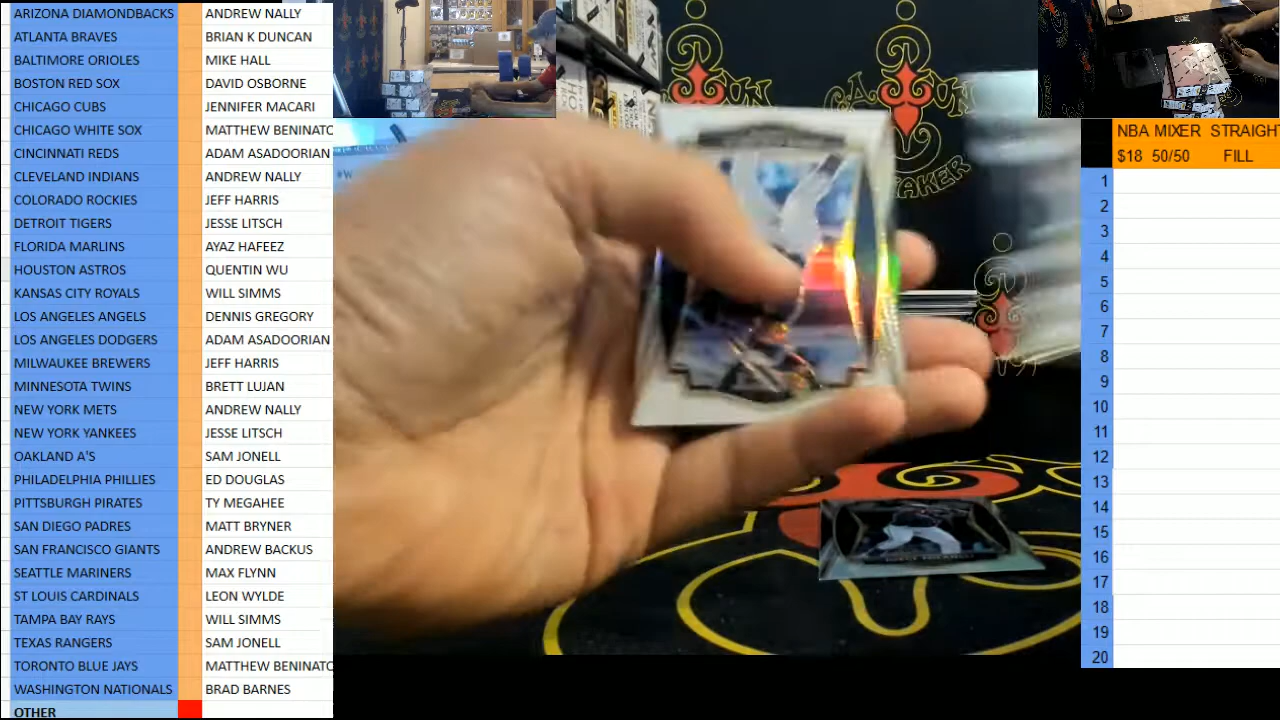 ARIZONA DIAMONDBACKS ANDREW NALLY
ATLANTA BRAVES BRIAN K DUNCAN
BALTIMORE ORIOLES MIKE HALL
BOSTON RED SOX DAVID OSBORNE
CHICAGO CUBS JENNIFER MACARI
CHICAGO WHITE SOX MATTHEW BENINATO
CINCINNATI REDS ADAM ASADOORIAN
CLEVELAND INDIANS ANDREW NALLY
COLORADO ROCKIES JEFF HARRIS
DETROIT TIGERS JESSE LITSCH
FLORIDA MARLINS AYAZ HAFEEZ
HOUSTON ASTROS QUENTIN WU
KANSAS CITY ROYALS WILL SIMMS
LOS ANGELES ANGELS DENNIS GREGORY
LOS ANGELES DODGERS ADAM ASADOORIAN
MILWAUKEE BREWERS JEFF HARRIS
MINNESOTA TWINS BRETT LUJAN
NEW YORK METS ANDREW NALLY
NEW YORK YANKEES JESSE LITSCH
OAKLAND A'S SAM JONELL
PHILADELPHIA PHILLIES ED DOUGLAS
PITTSBURGH PIRATES TY MEGAHEE
SAN DIEGO PADRES MATT BRYNER
SAN FRANCISCO GIANTS ANDREW BACKUS
SEATTLE MARINERS MAX FLYNN
ST LOUIS CARDINALS LEON WYLDE
TAMPA BAY RAYS WILL SIMMS
TEXAS RANGERS SAM JONELL
TORONTO BLUE JAYS MATTHEW BENINATO
WASHINGTON NATIONALS BRAD BARNES
OTHER
NBA MIXER STRAIGHT
$18 50/50 FILL
1
2
3
4
5
6
7
8
9
10
11
12
13
14
15
16
17
18
19
20